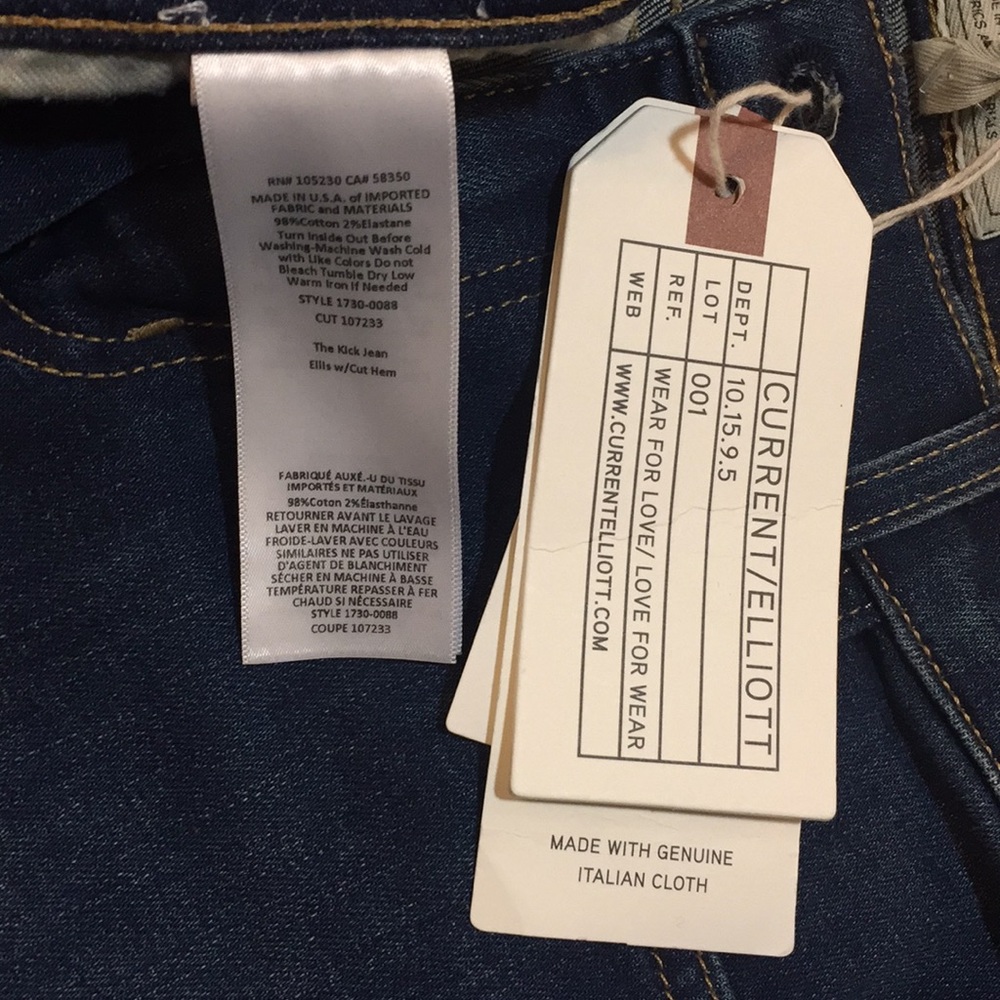 RN# 105230 CA# 58350
MADE IN U.S.A. of IMPORTED
FABRIC and MATERIALS
98%Cotton 2%Elastane
Turn Inside Out Before
Washing-Machine Wash Cold
with Like Colors Do not
Bleach Tumble Dry Low
Warm Iron If Needed
STYLE 1730-0088
CUT 107233
The Kick Jean
Ellis w/Cut Hem
FABRIQUÉ AUXÉ.-U DU TISSU
IMPORTÉS ET MATÉRIAUX
98%Coton 2%Élasthanne
RETOURNER AVANT LE LAVAGE
LAVER EN MACHINE À L'EAU
FROIDE-LAVER AVEC COULEURS
SIMILAIRES NE PAS UTILISER
D'AGENT DE BLANCHIMENT
SÉCHER EN MACHINE À BASSE
TEMPÉRATURE REPASSER À FER
CHAUD SI NÉCESSAIRE
STYLE 1730-0088
COUPE 107233
CURRENT/ELLIOTT
DEPT. 10.15.9.5
LOT 001
REF. WEAR FOR LOVE/ LOVE FOR WEAR
WEB WWW.CURRENTELLIOTT.COM
MADE WITH GENUINE
ITALIAN CLOTH